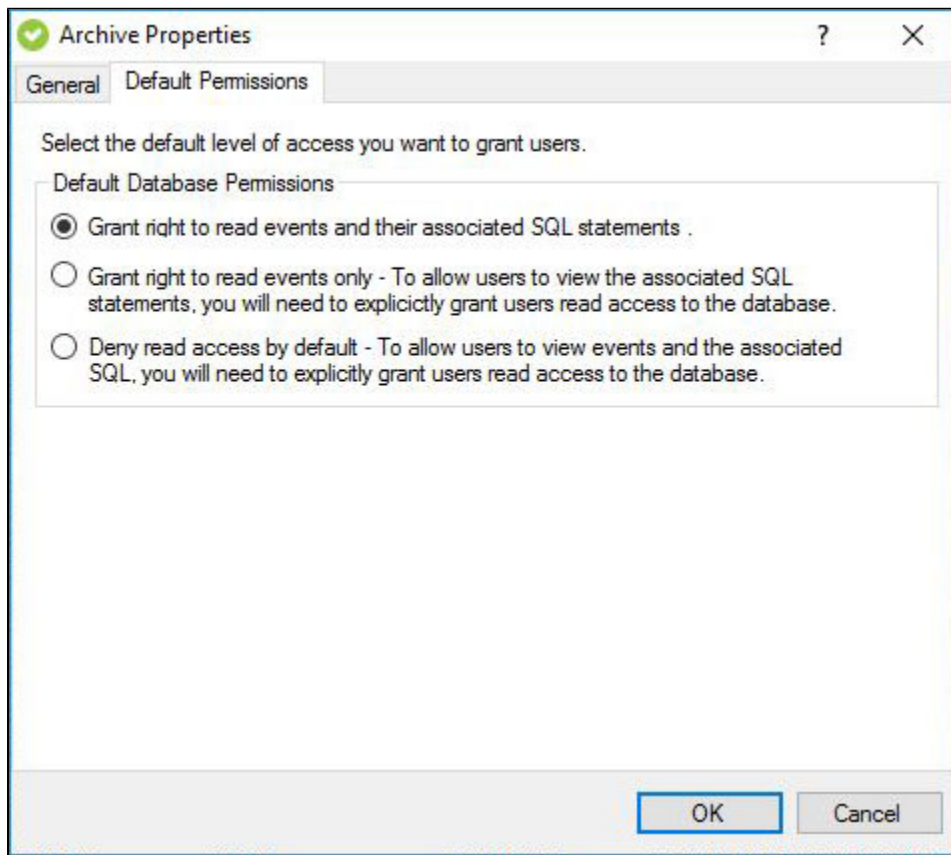 Archive Properties
?
General
Default Permissions
Select the default level of access you want to grant users.
Default Database Permissions
Grant right to read events and their associated SQL statements .
Grant right to read events only - To allow users to view the associated SQL
statements, you will need to explicictly grant users read access to the database.
Deny read access by default - To allow users to view events and the associated
SQL, you will need to explicitly grant users read access to the database.
OK
Cancel